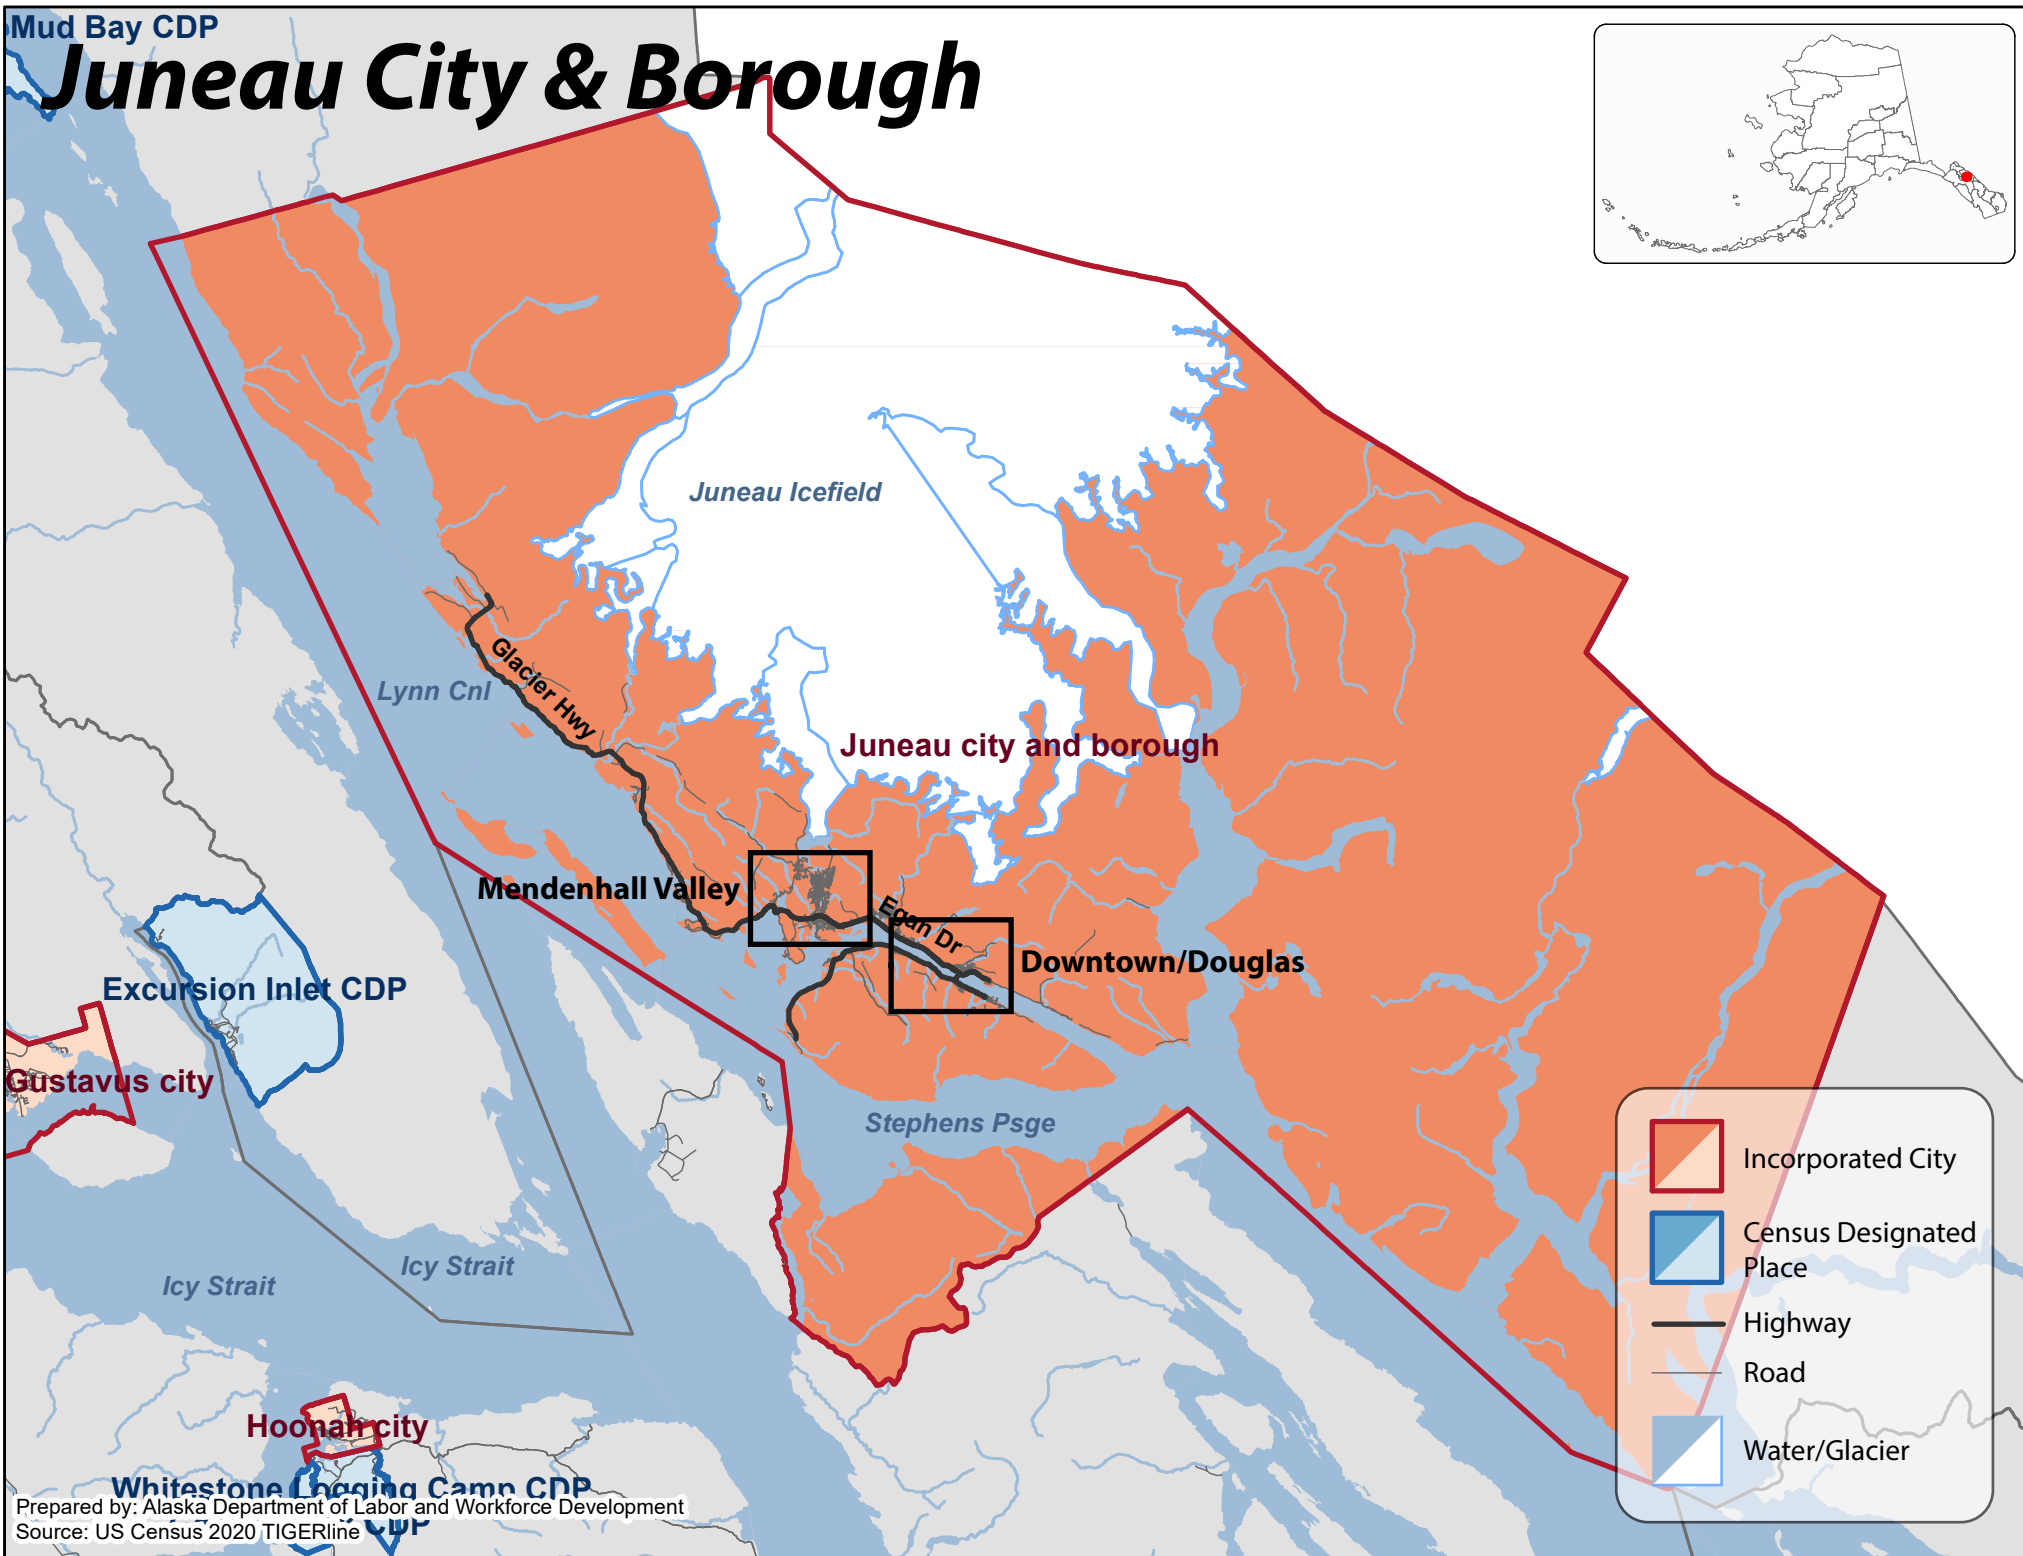 Mud Bay CDP
Juneau City & Borough
Juneau Icefield
Glacier Hwy
Lynn Cnl
Juneau city and borough
Mendenhall Valley
Egan Dr
Downtown/Douglas
Excursion Inlet CDP
Gustavus city
Stephens Psge
Incorporated City
Census Designated
Place
Highway
Road
Water/Glacier
Icy Strait
Icy Strait
Hoonah city
Whitestone Logging Camp CDP
CDP
Prepared by: Alaska Department of Labor and Workforce Development
Source: US Census 2020 TIGERline